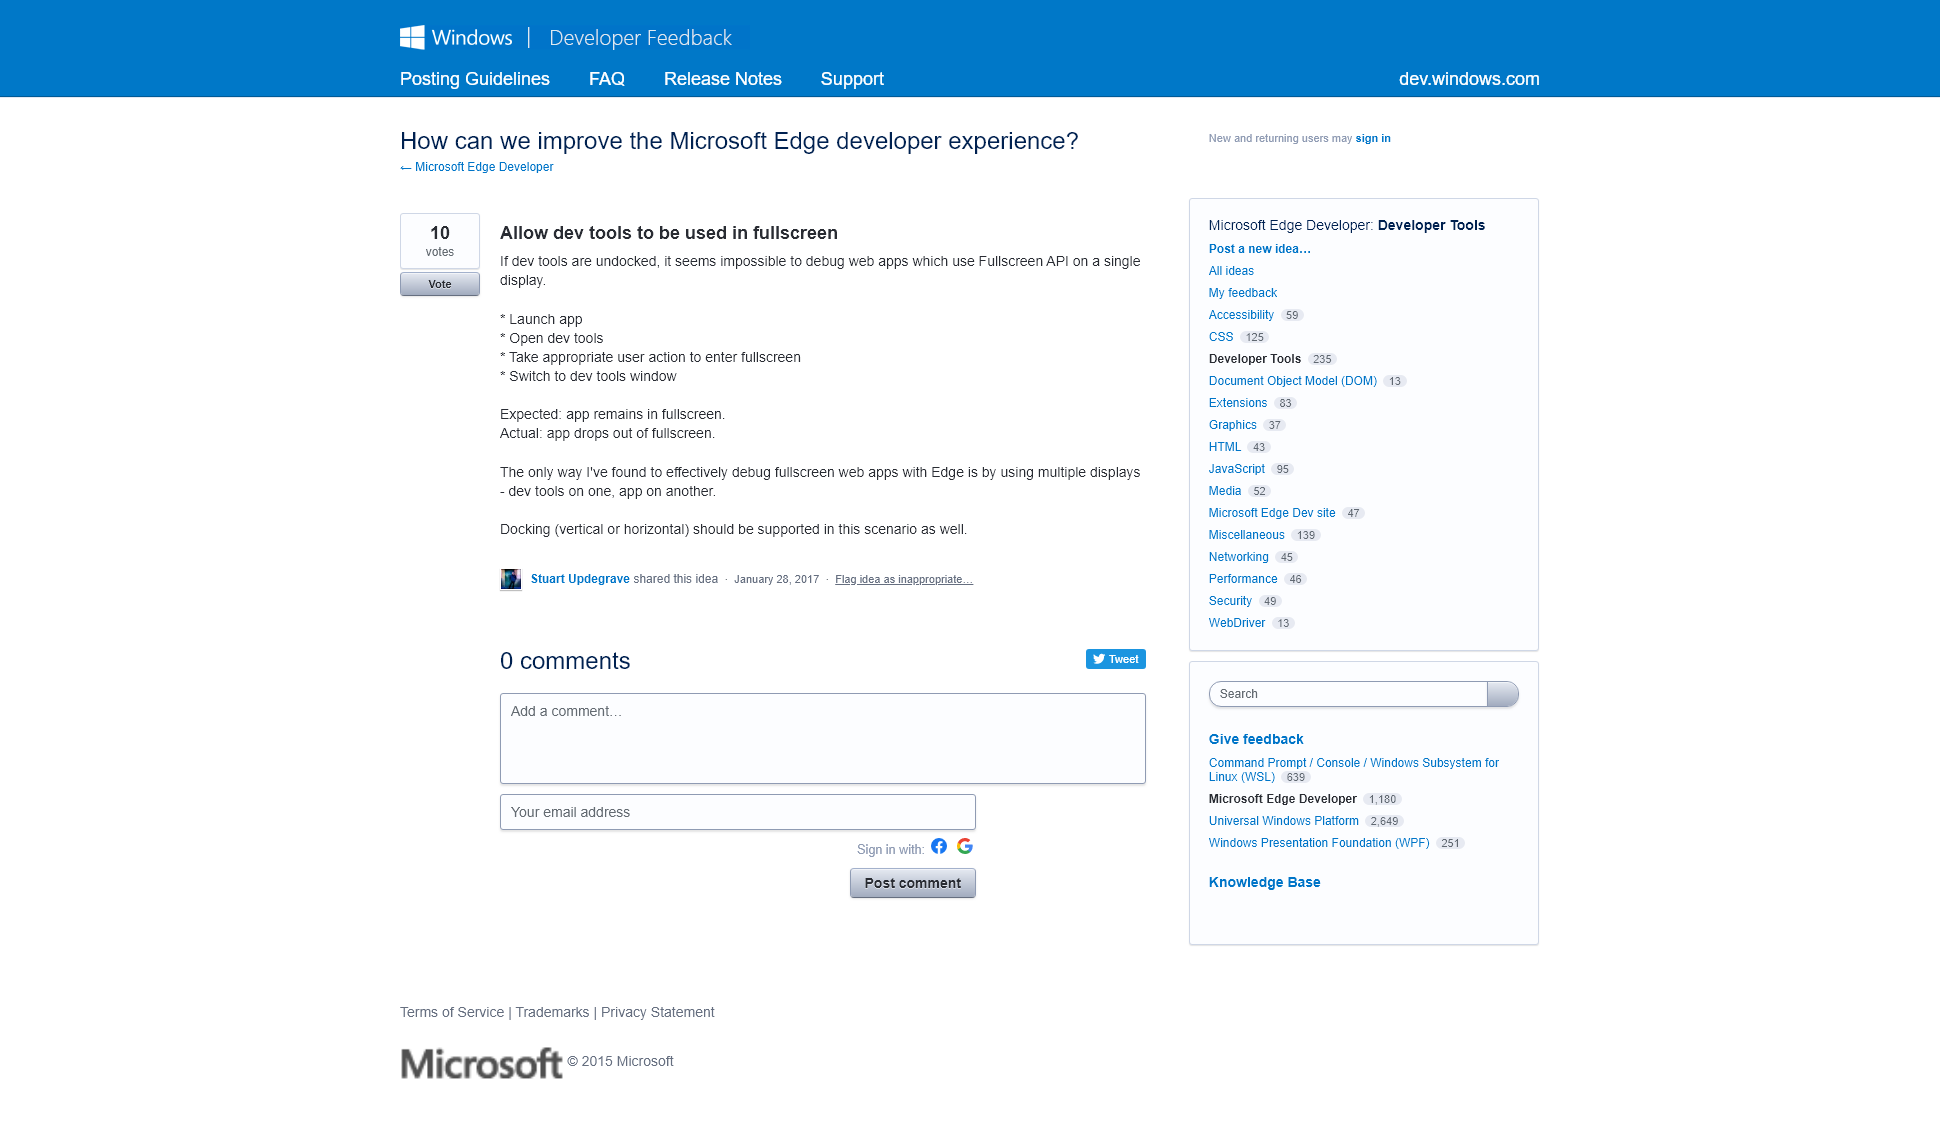 Windows | Developer Feedback
Posting Guidelines FAQ Release Notes Support dev.windows.com
How can we improve the Microsoft Edge developer experience?
← Microsoft Edge Developer
New and returning users may sign in
10
votes
Vote
Allow dev tools to be used in fullscreen
If dev tools are undocked, it seems impossible to debug web apps which use Fullscreen API on a single
display.
* Launch app
* Open dev tools
* Take appropriate user action to enter fullscreen
* Switch to dev tools window
Expected: app remains in fullscreen.
Actual: app drops out of fullscreen.
The only way I've found to effectively debug fullscreen web apps with Edge is by using multiple displays
- dev tools on one, app on another.
Docking (vertical or horizontal) should be supported in this scenario as well.
Stuart Updegrave shared this idea · January 28, 2017 · Flag idea as inappropriate…
0 comments
Tweet
Add a comment…
Your email address
Sign in with:
Post comment
Microsoft Edge Developer: Developer Tools
Post a new idea…
All ideas
My feedback
Accessibility 59
CSS 125
Developer Tools 235
Document Object Model (DOM) 13
Extensions 83
Graphics 37
HTML 43
JavaScript 95
Media 52
Microsoft Edge Dev site 47
Miscellaneous 139
Networking 45
Performance 46
Security 49
WebDriver 13
Search
Give feedback
Command Prompt / Console / Windows Subsystem for
Linux (WSL) 639
Microsoft Edge Developer 1,180
Universal Windows Platform 2,649
Windows Presentation Foundation (WPF) 251
Knowledge Base
Terms of Service | Trademarks | Privacy Statement
Microsoft © 2015 Microsoft